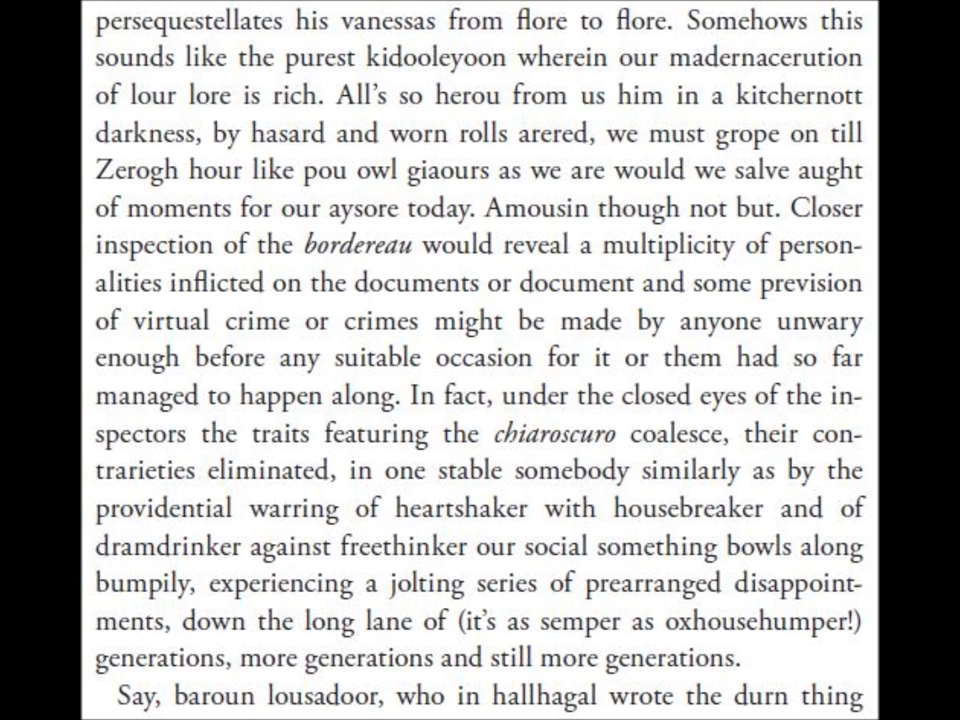 persequestellates his vanessas from flore to flore. Somehows this
sounds like the purest kidooleyoon wherein our madernacerution
of lour lore is rich. All’s so herou from us him in a kitchernott
darkness, by hasard and worn rolls arered, we must grope on till
Zerogh hour like pou owl giaours as we are would we salve aught
of moments for our aysore today. Amousin though not but. Closer
inspection of the bordereau would reveal a multiplicity of person-
alities inflicted on the documents or document and some prevision
of virtual crime or crimes might be made by anyone unwary
enough before any suitable occasion for it or them had so far
managed to happen along. In fact, under the closed eyes of the in-
spectors the traits featuring the chiaroscuro coalesce, their con-
trarieties eliminated, in one stable somebody similarly as by the
providential warring of heartshaker with housebreaker and of
dramdrinker against freethinker our social something bowls along
bumpily, experiencing a jolting series of prearranged disappoint-
ments, down the long lane of (it’s as semper as oxhousehumper!)
generations, more generations and still more generations.
Say, baroun lousadoor, who in hallhagal wrote the durn thing